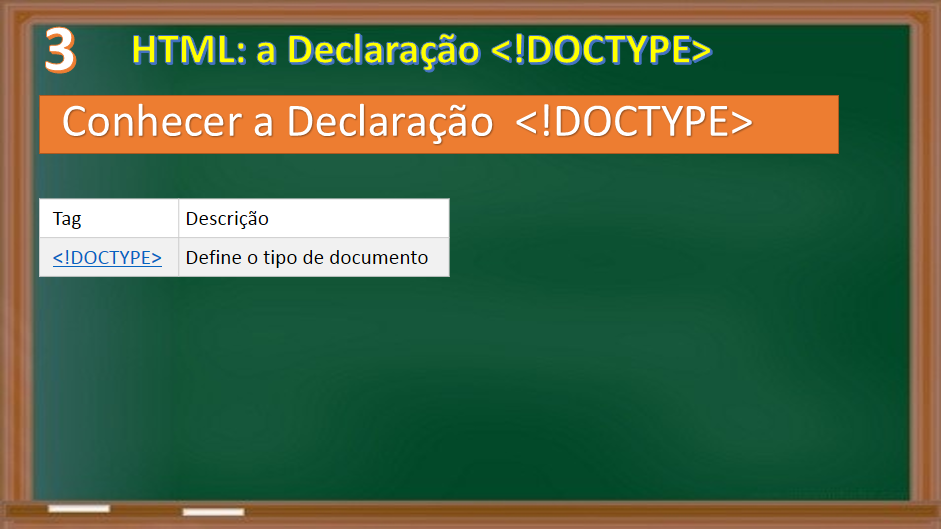 3
HTML: a Declaração <!DOCTYPE>
Conhecer a Declaração <!DOCTYPE>
Tag Descrição
<!DOCTYPE> Define o tipo de documento